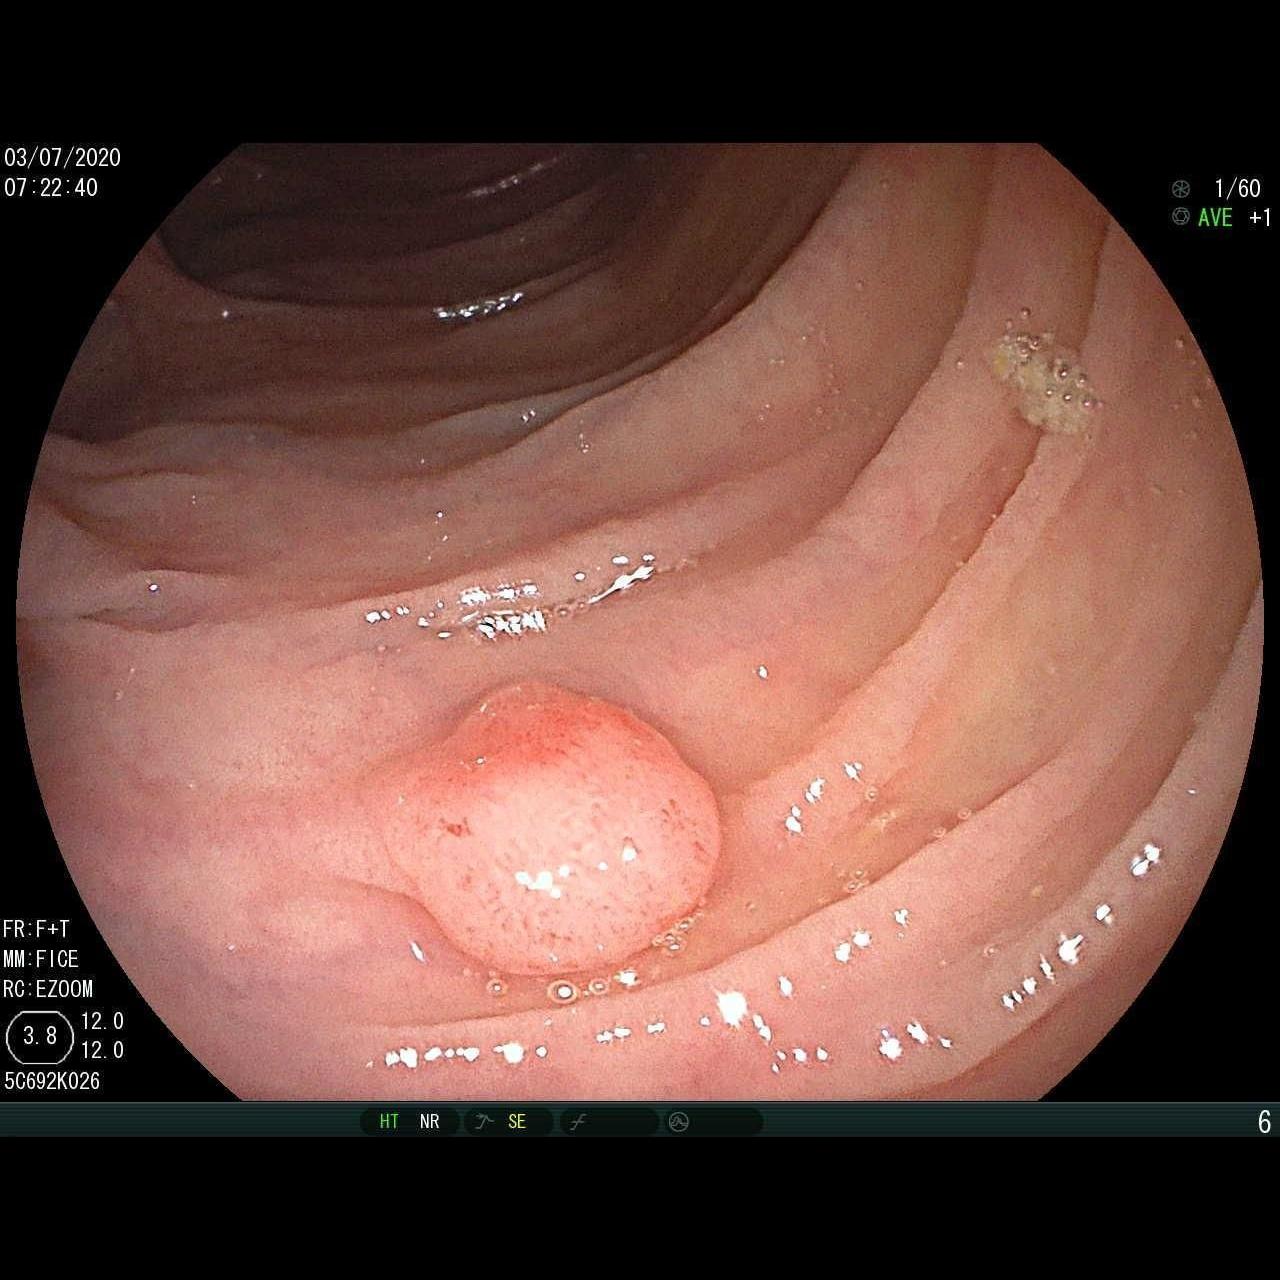 03/07/2020
07:22:40
1/60
AVE +1
FR:F+T
MM:FICE
RC:EZOOM
3.8
12.0
12.0
5C692K026
HT NR SE
6